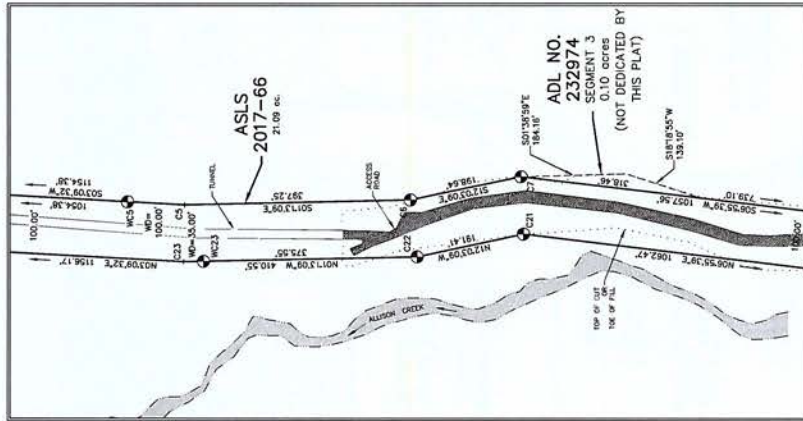 S03°09'32"W 1154.38'
1054.38'
100.00'
N03°09'32"E 1156.17'
WC5
WD=
100.00'
C5
C23
WD=35.00'
WC23
TUNNEL
ASLS
2017-66
21.09 ac.
S01°13'09"E 397.25'
375.55'
N01°13'09"W 410.55'
ACCESS
ROAD
C6
C22
S12°03'09"E 198.64'
N12°03'09"W 191.41'
C7
C21
ALLISON CREEK
S01°38'59"E
184.16'
ADL NO.
232974
SEGMENT 3
0.10 acres
(NOT DEDICATED BY
THIS PLAT)
S18°18'55"W
139.10'
318.46'
739.10'
S06°55'39"W 1057.56'
N06°55'39"E 1062.47'
100.00'
TOP OF CUT
OR
TOE OF FILL